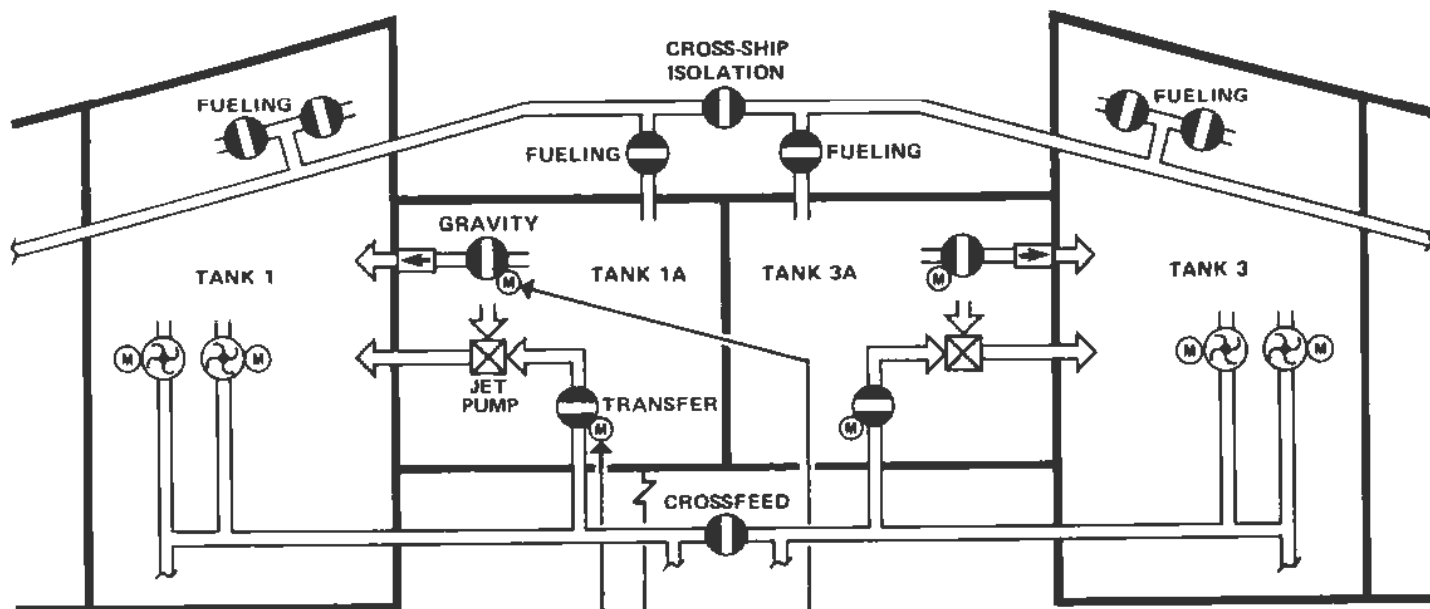 CROSS-SHIP
ISOLATION
FUELING
FUELING
FUELING
FUELING
GRAVITY
TANK 1
TANK 1A
TANK 3A
TANK 3
M
M
M
M
M
M
JET
PUMP
TRANSFER
M
M
CROSSFEED